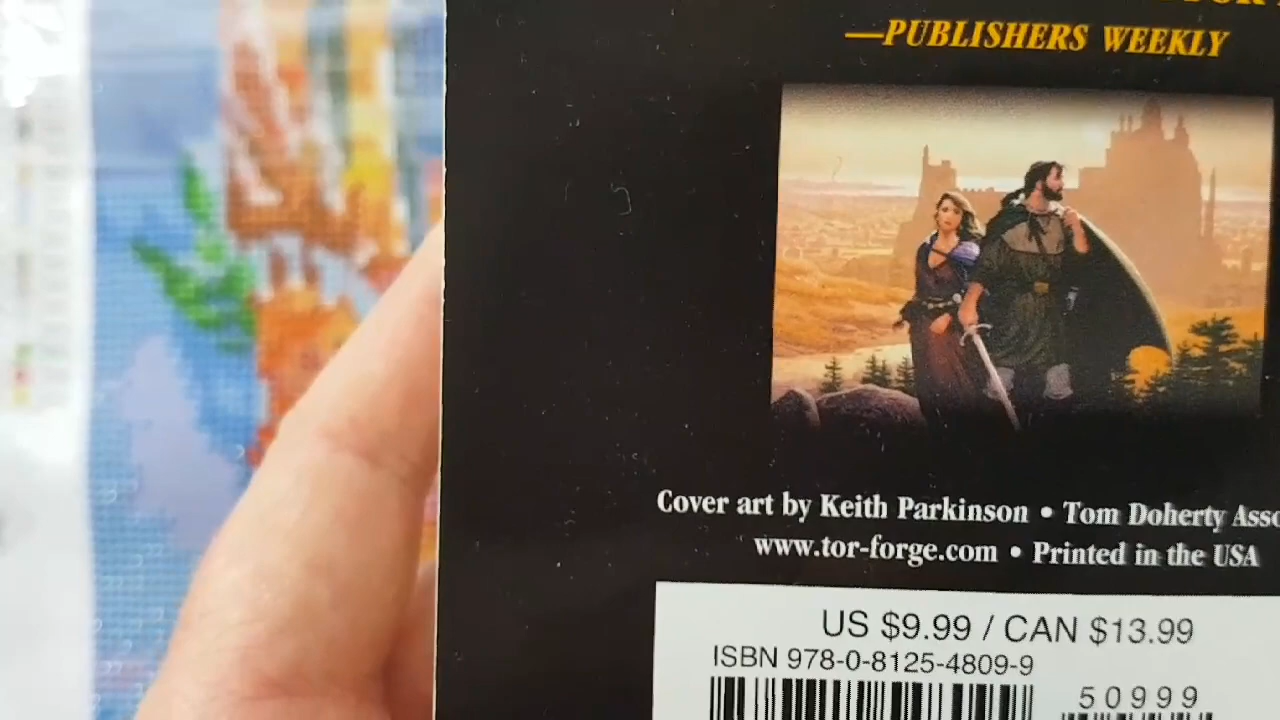 —PUBLISHERS WEEKLY
Cover art by Keith Parkinson • Tom Doherty
www.tor-forge.com • Printed in the USA
US $9.99 / CAN $13.99
ISBN 978-0-8125-4809-9
50999